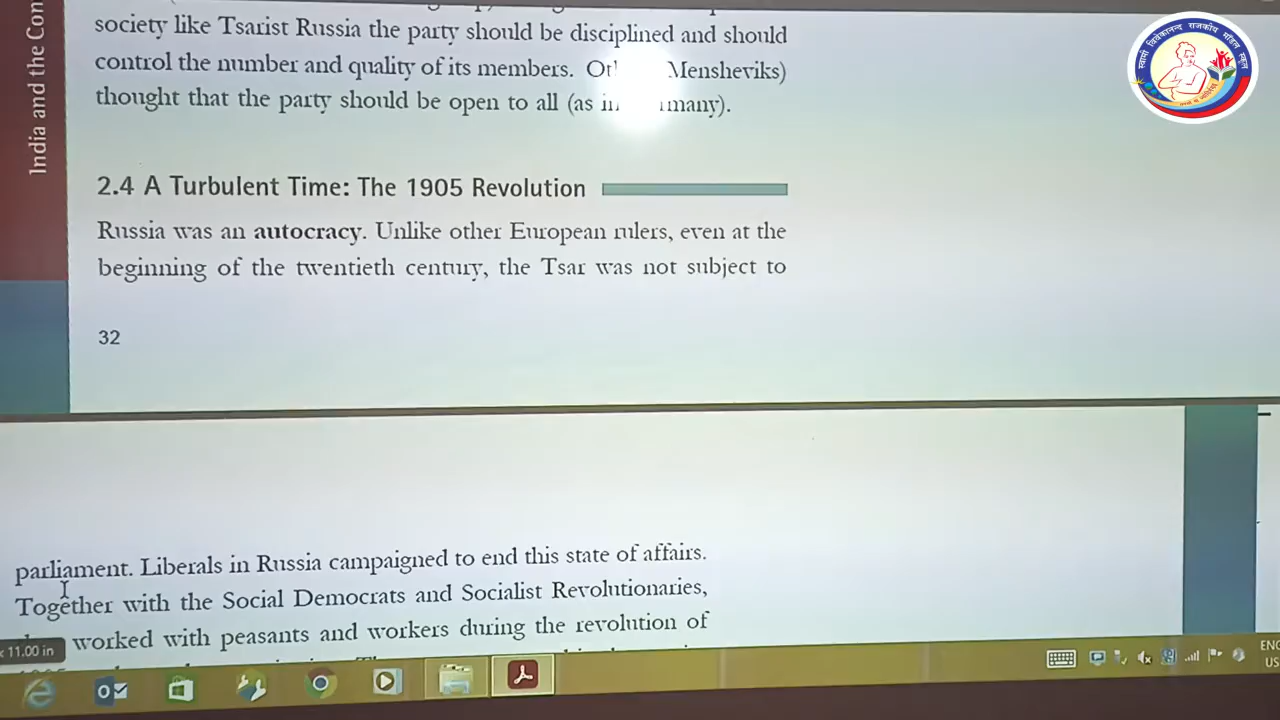 India and the Con
society like Tsarist Russia the party should be disciplined and should
control the number and quality of its members. Mensheviks)
thought that the party should be open to all (as
2.4 A Turbulent Time: The 1905 Revolution
Russia was an autocracy. Unlike other European rulers, even at the
beginning of the twentieth century, the Tsar was not subject to
32
parliament. Liberals in Russia campaigned to end this state of affairs.
Together with the Social Democrats and Socialist Revolutionaries,
worked with peasants and workers during the revolution of
11.00 in
ENG
US
स्वामी विवेकानन्द राजकीय मॉडल स्कूल